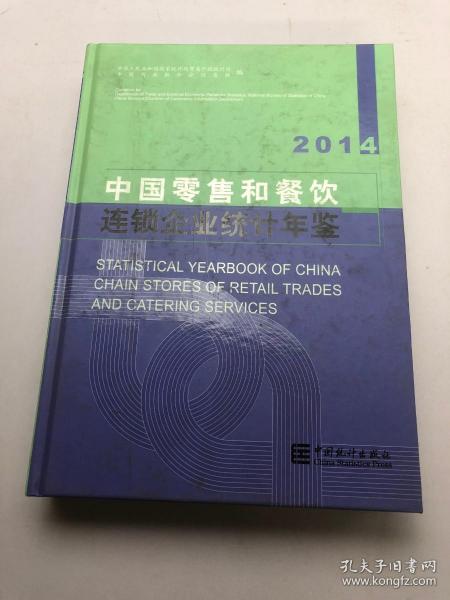 编
2014
中国零售和餐饮
连锁企业统计年鉴
STATISTICAL YEARBOOK OF CHINA
CHAIN STORES OF RETAIL TRADES
AND CATERING SERVICES
中国统计出版社
China Statistics Press
孔夫子旧书网
www.kongfz.com